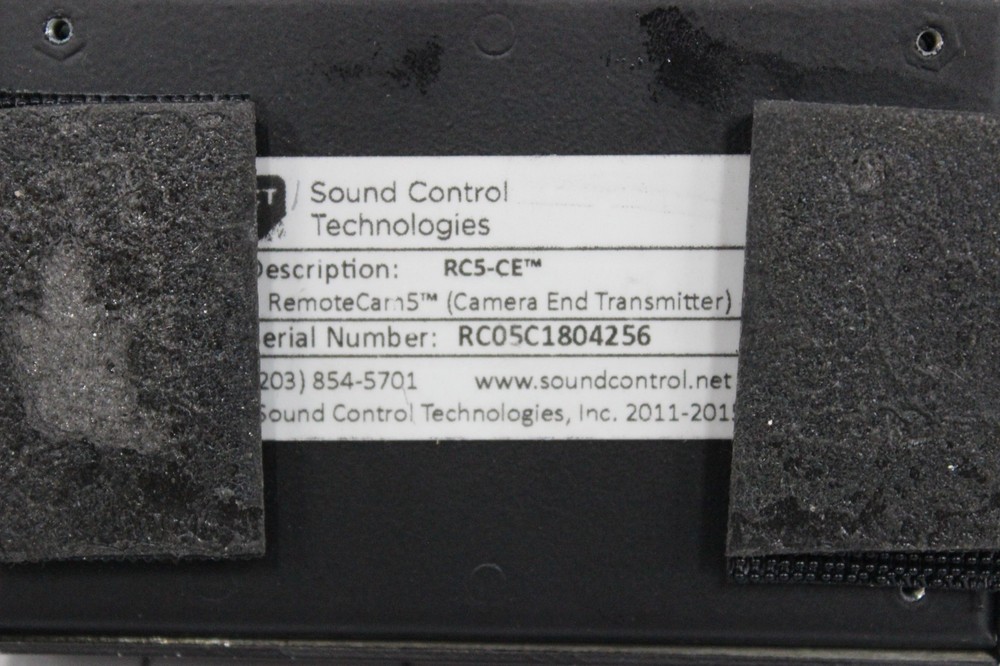 T / Sound Control
Technologies
Description: RC5-CE™
RemoteCam5™ (Camera End Transmitter)
erial Number: RC05C1804256
203) 854-5701 www.soundcontrol.net
Sound Control Technologies, Inc. 2011-201